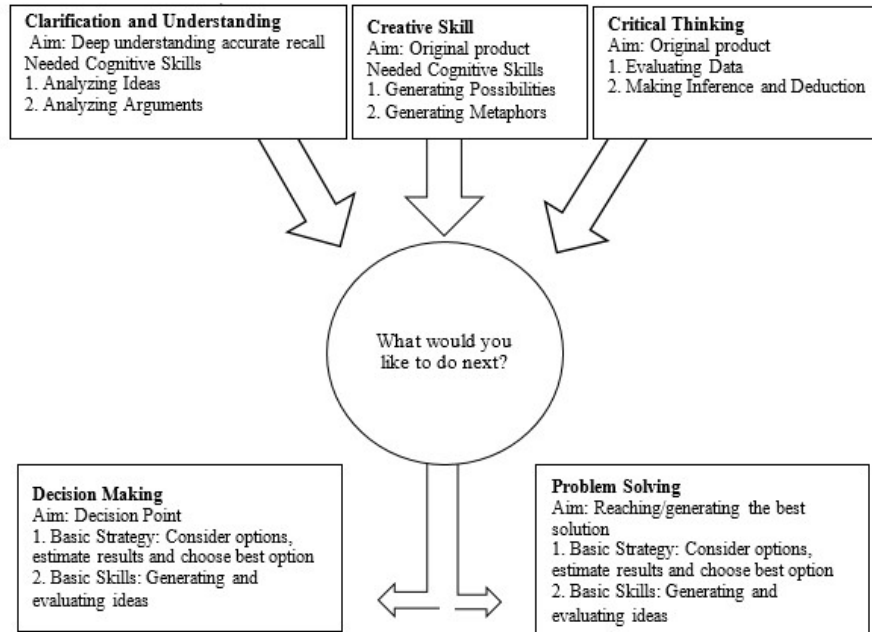 Clarification and Understanding
Aim: Deep understanding accurate recall
Needed Cognitive Skills
1. Analyzing Ideas
2. Analyzing Arguments
Creative Skill
Aim: Original product
Needed Cognitive Skills
1. Generating Possibilities
2. Generating Metaphors
Critical Thinking
Aim: Original product
1. Evaluating Data
2. Making Inference and Deduction
What would you
like to do next?
Decision Making
Aim: Decision Point
1. Basic Strategy: Consider options,
estimate results and choose best option
2. Basic Skills: Generating and
evaluating ideas
Problem Solving
Aim: Reaching/generating the best
solution
1. Basic Strategy: Consider options,
estimate results and choose best option
2. Basic Skills: Generating and
evaluating ideas